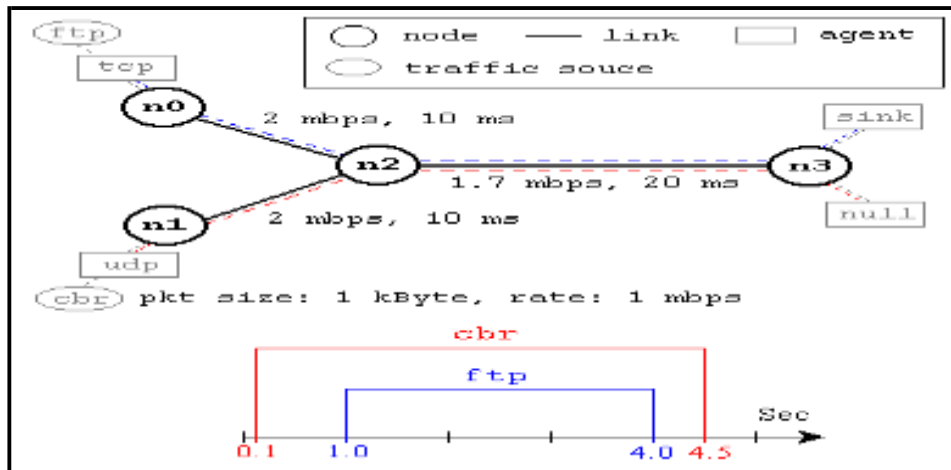 ftp
tcp
n0
node link agent
traffic souce
2 mbps, 10 ms
sink
n2
n3
1.7 mbps, 20 ms
n1
2 mbps, 10 ms
null
udp
cbr pkt size: 1 kByte, rate: 1 mbps
cbr
ftp
Sec
0.1 1.0 4.0 4.5